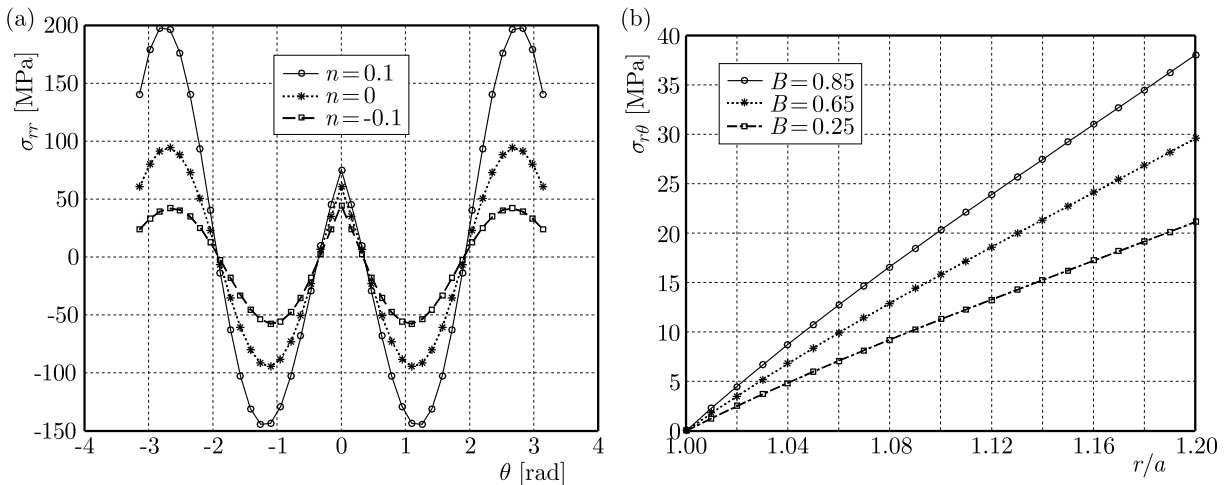 (a)
200
150
100
50
0
-50
-100
-150
σrr [MPa]
n=0.1
n=0
n=-0.1
-4 -3 -2 -1 0 1 2 3 4
θ [rad]
(b)
40
35
30
25
20
15
10
5
0
σrθ [MPa]
B=0.85
B=0.65
B=0.25
1.00 1.04 1.08 1.12 1.16 1.20
r/a